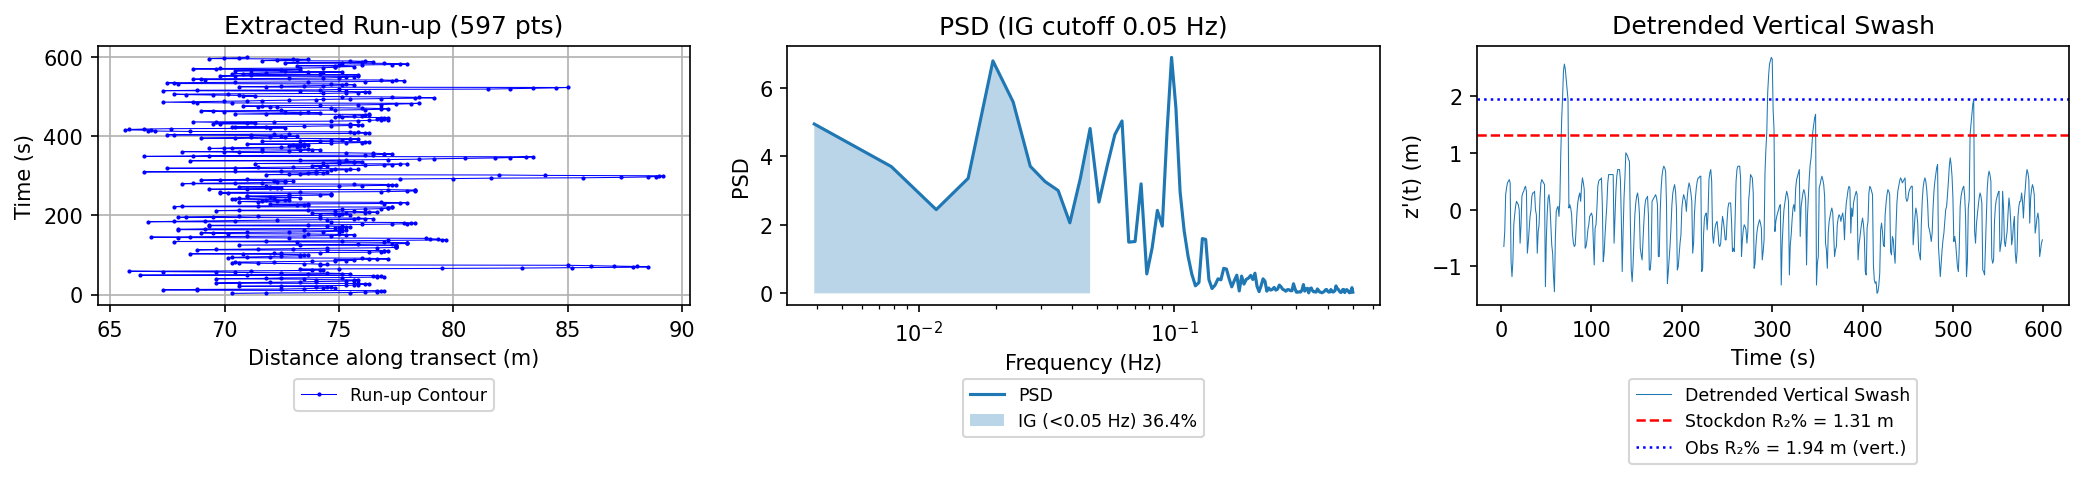 Extracted Run-up (597 pts)
600
400
200
0
Time (s)
65 70 75 80 85 90
Distance along transect (m)
Run-up Contour
PSD (IG cutoff 0.05 Hz)
6
4
2
0
PSD
10⁻² 10⁻¹
Frequency (Hz)
PSD
IG (<0.05 Hz) 36.4%
Detrended Vertical Swash
2
1
0
−1
z'(t) (m)
0 100 200 300 400 500 600
Time (s)
Detrended Vertical Swash
Stockdon R₂% = 1.31 m
Obs R₂% = 1.94 m (vert.)